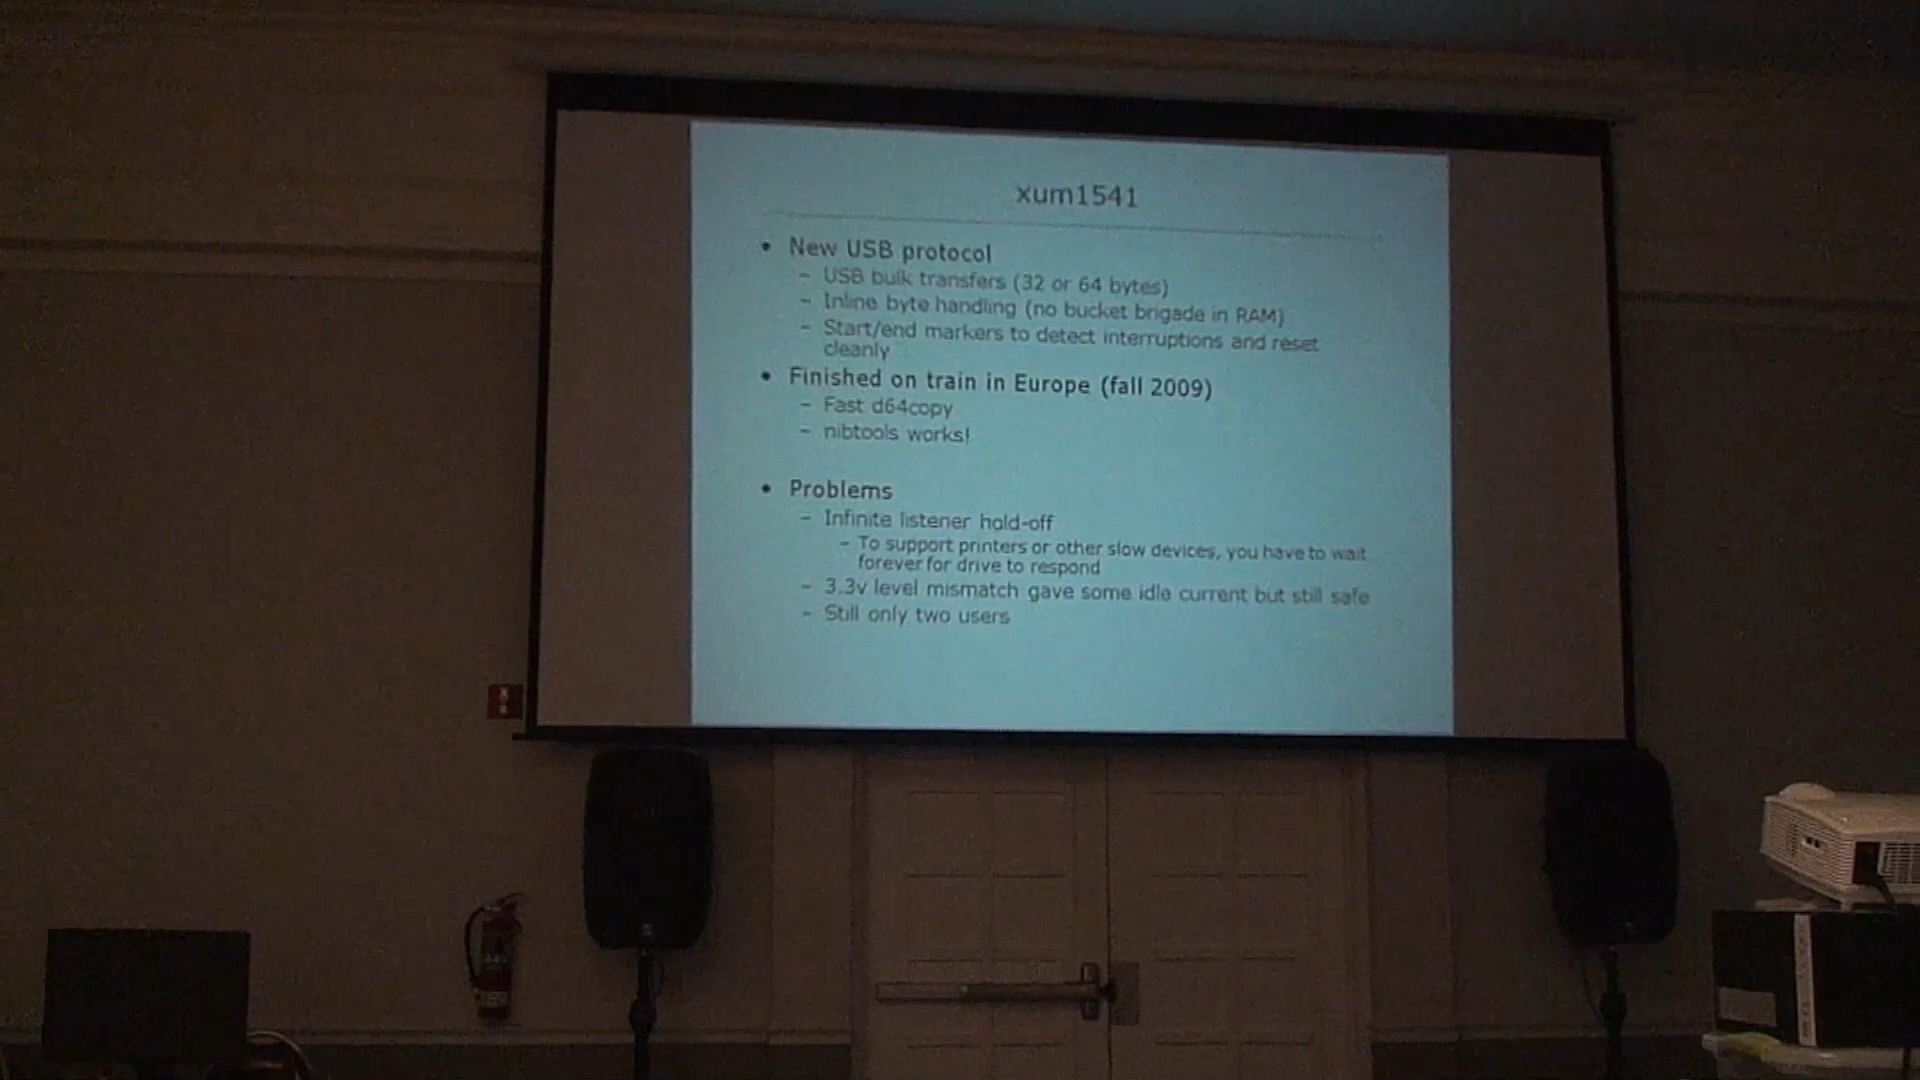 xum1541
• New USB protocol
– USB bulk transfers (32 or 64 bytes)
– Inline byte handling (no bucket brigade in RAM)
– Start/end markers to detect interruptions and reset
cleanly
• Finished on train in Europe (fall 2009)
– Fast d64copy
– nibtools works!
• Problems
– Infinite listener hold-off
– To support printers or other slow devices, you have to wait
forever for drive to respond
– 3.3v level mismatch gave some idle current but still safe
– Still only two users